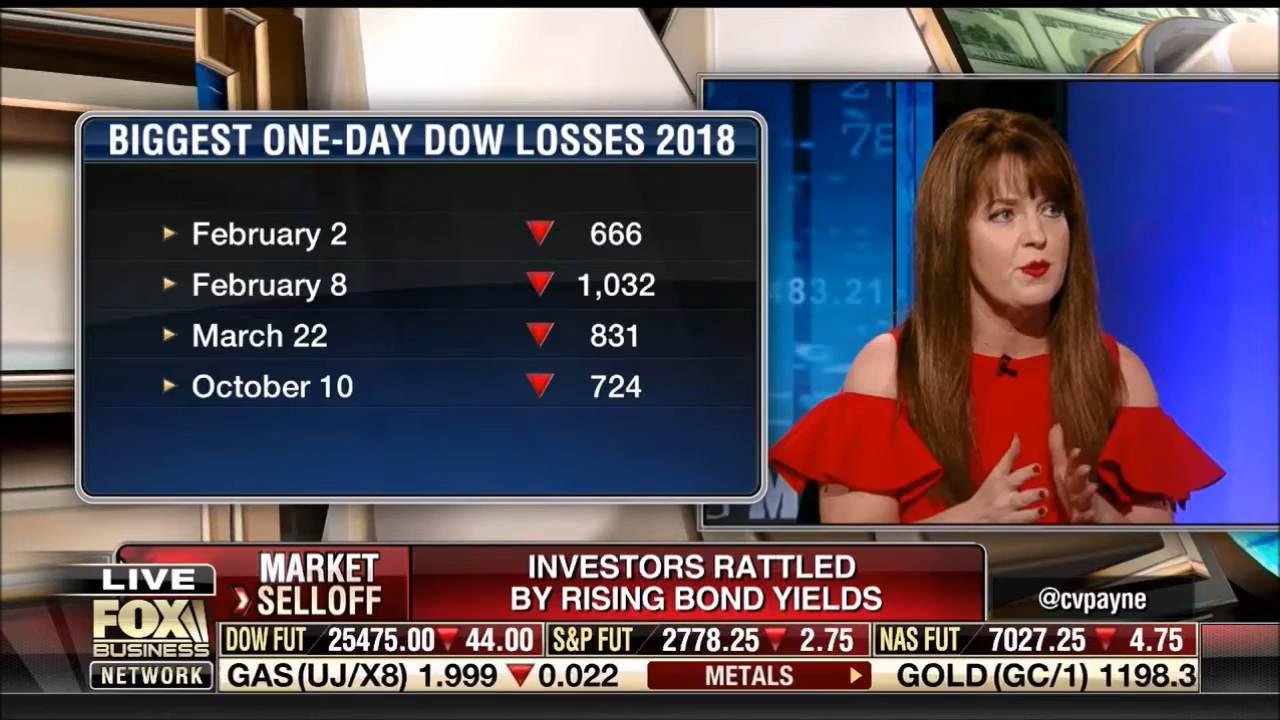 BIGGEST ONE-DAY DOW LOSSES 2018
February 2 666
February 8 1,032
March 22 831
October 10 724
78
483.21
MARKET
SELLOFF
INVESTORS RATTLED
BY RISING BOND YIELDS
@cvpayne
LIVE
FOX
BUSINESS
NETWORK
DOW FUT 25475.00 44.00 S&P FUT 2778.25 2.75 NAS FUT 7027.25 4.75
GAS (UJ/X8) 1.999 0.022 METALS GOLD (GC/1) 1198.3